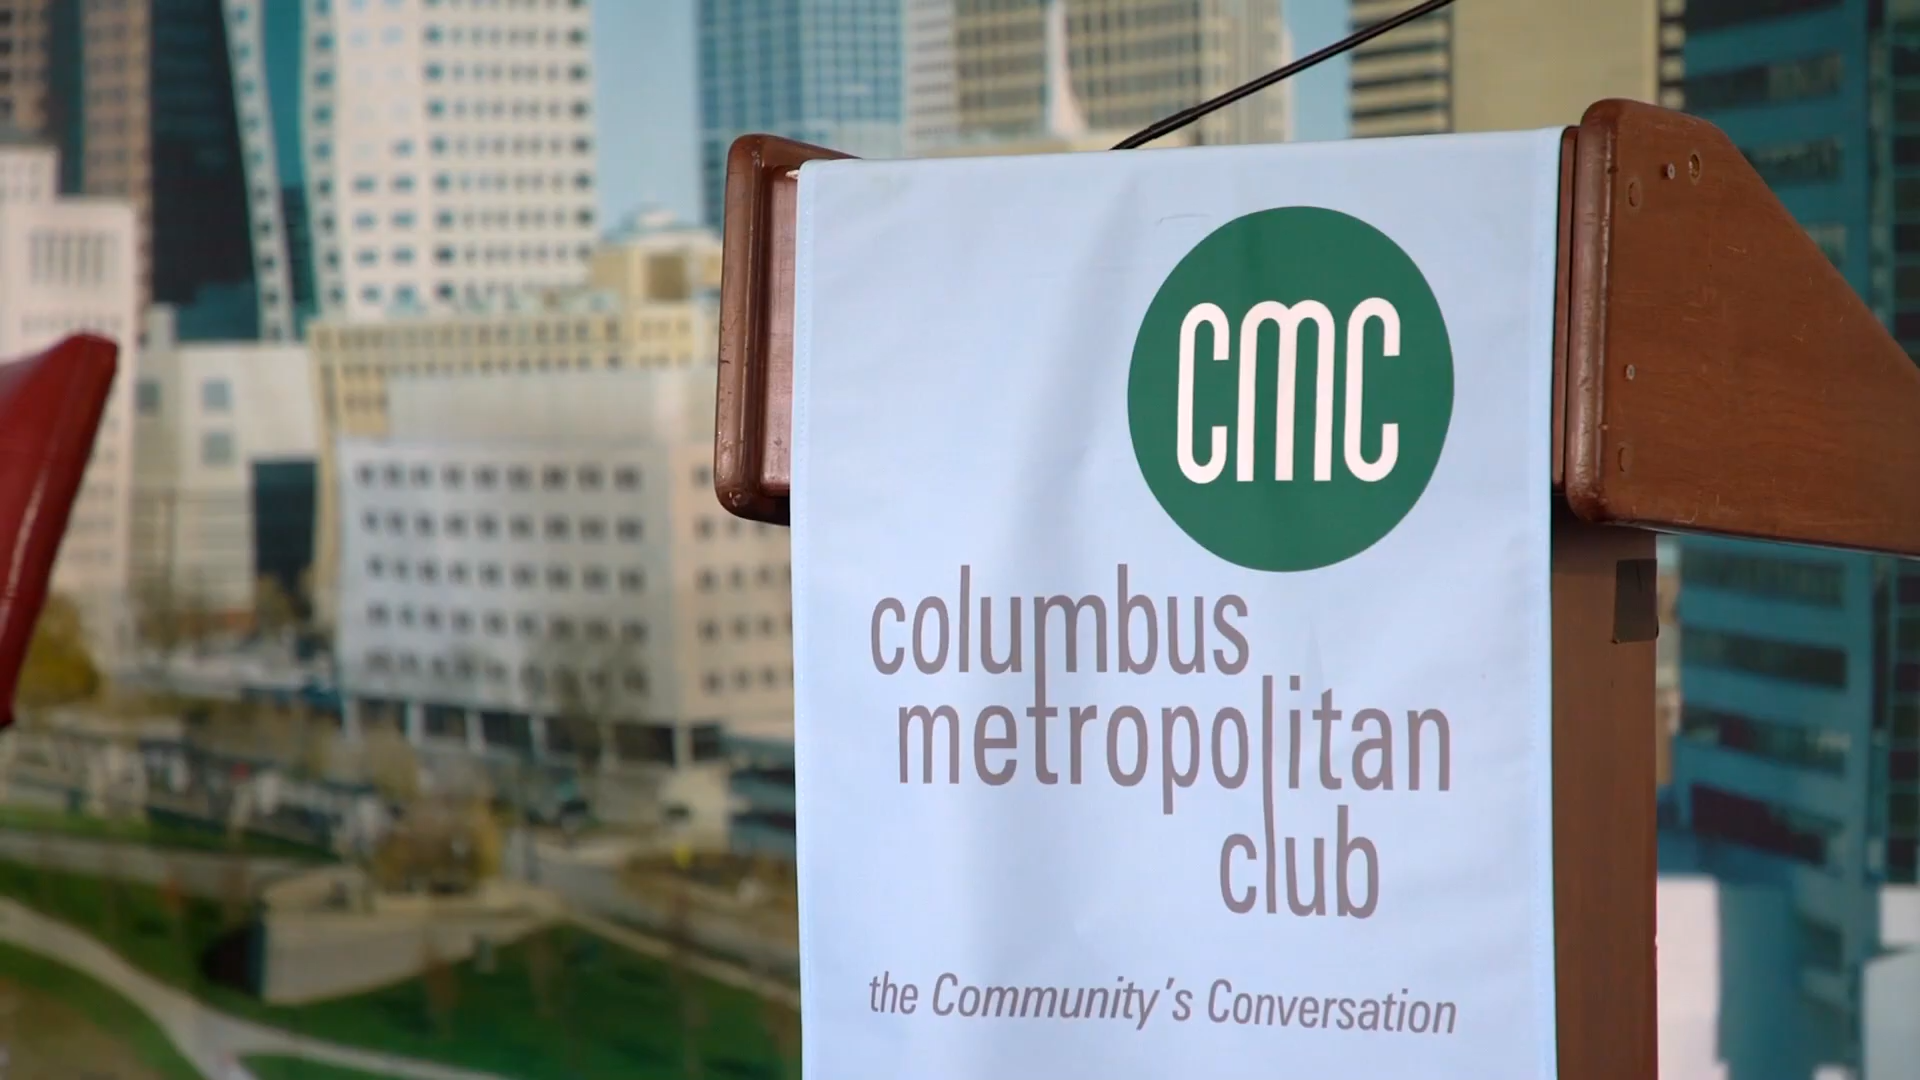 cmc
columbus
metropolitan
club
the Community's Conversation